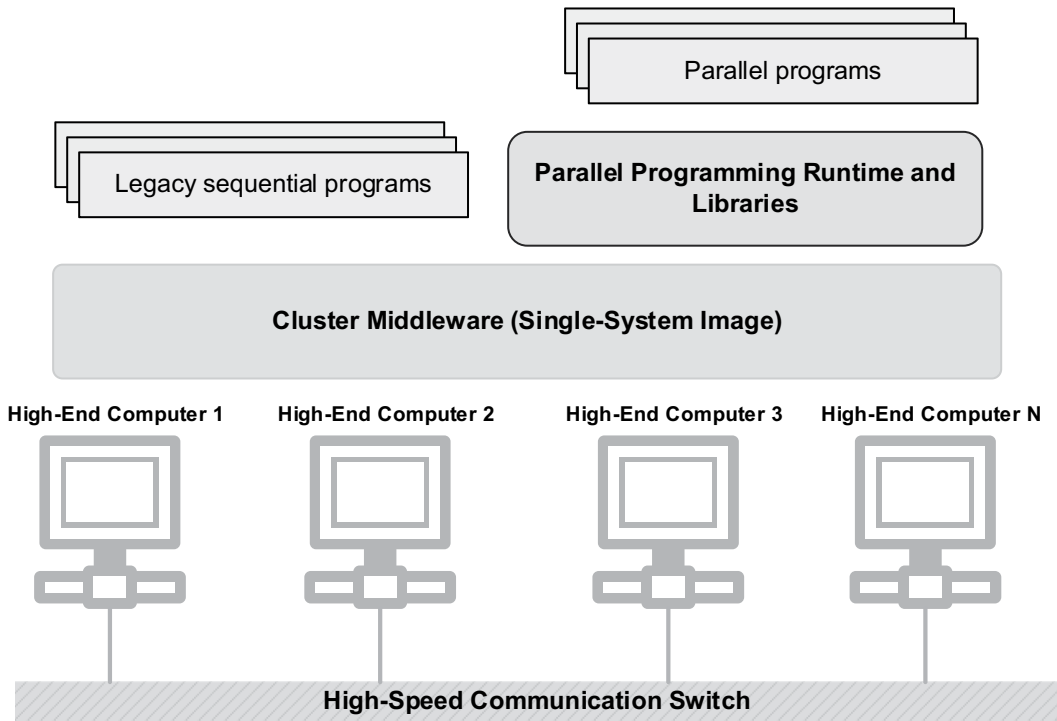 Parallel programs
Legacy sequential programs
Parallel Programming Runtime and
Libraries
Cluster Middleware (Single-System Image)
High-End Computer 1
High-End Computer 2
High-End Computer 3
High-End Computer N
High-Speed Communication Switch